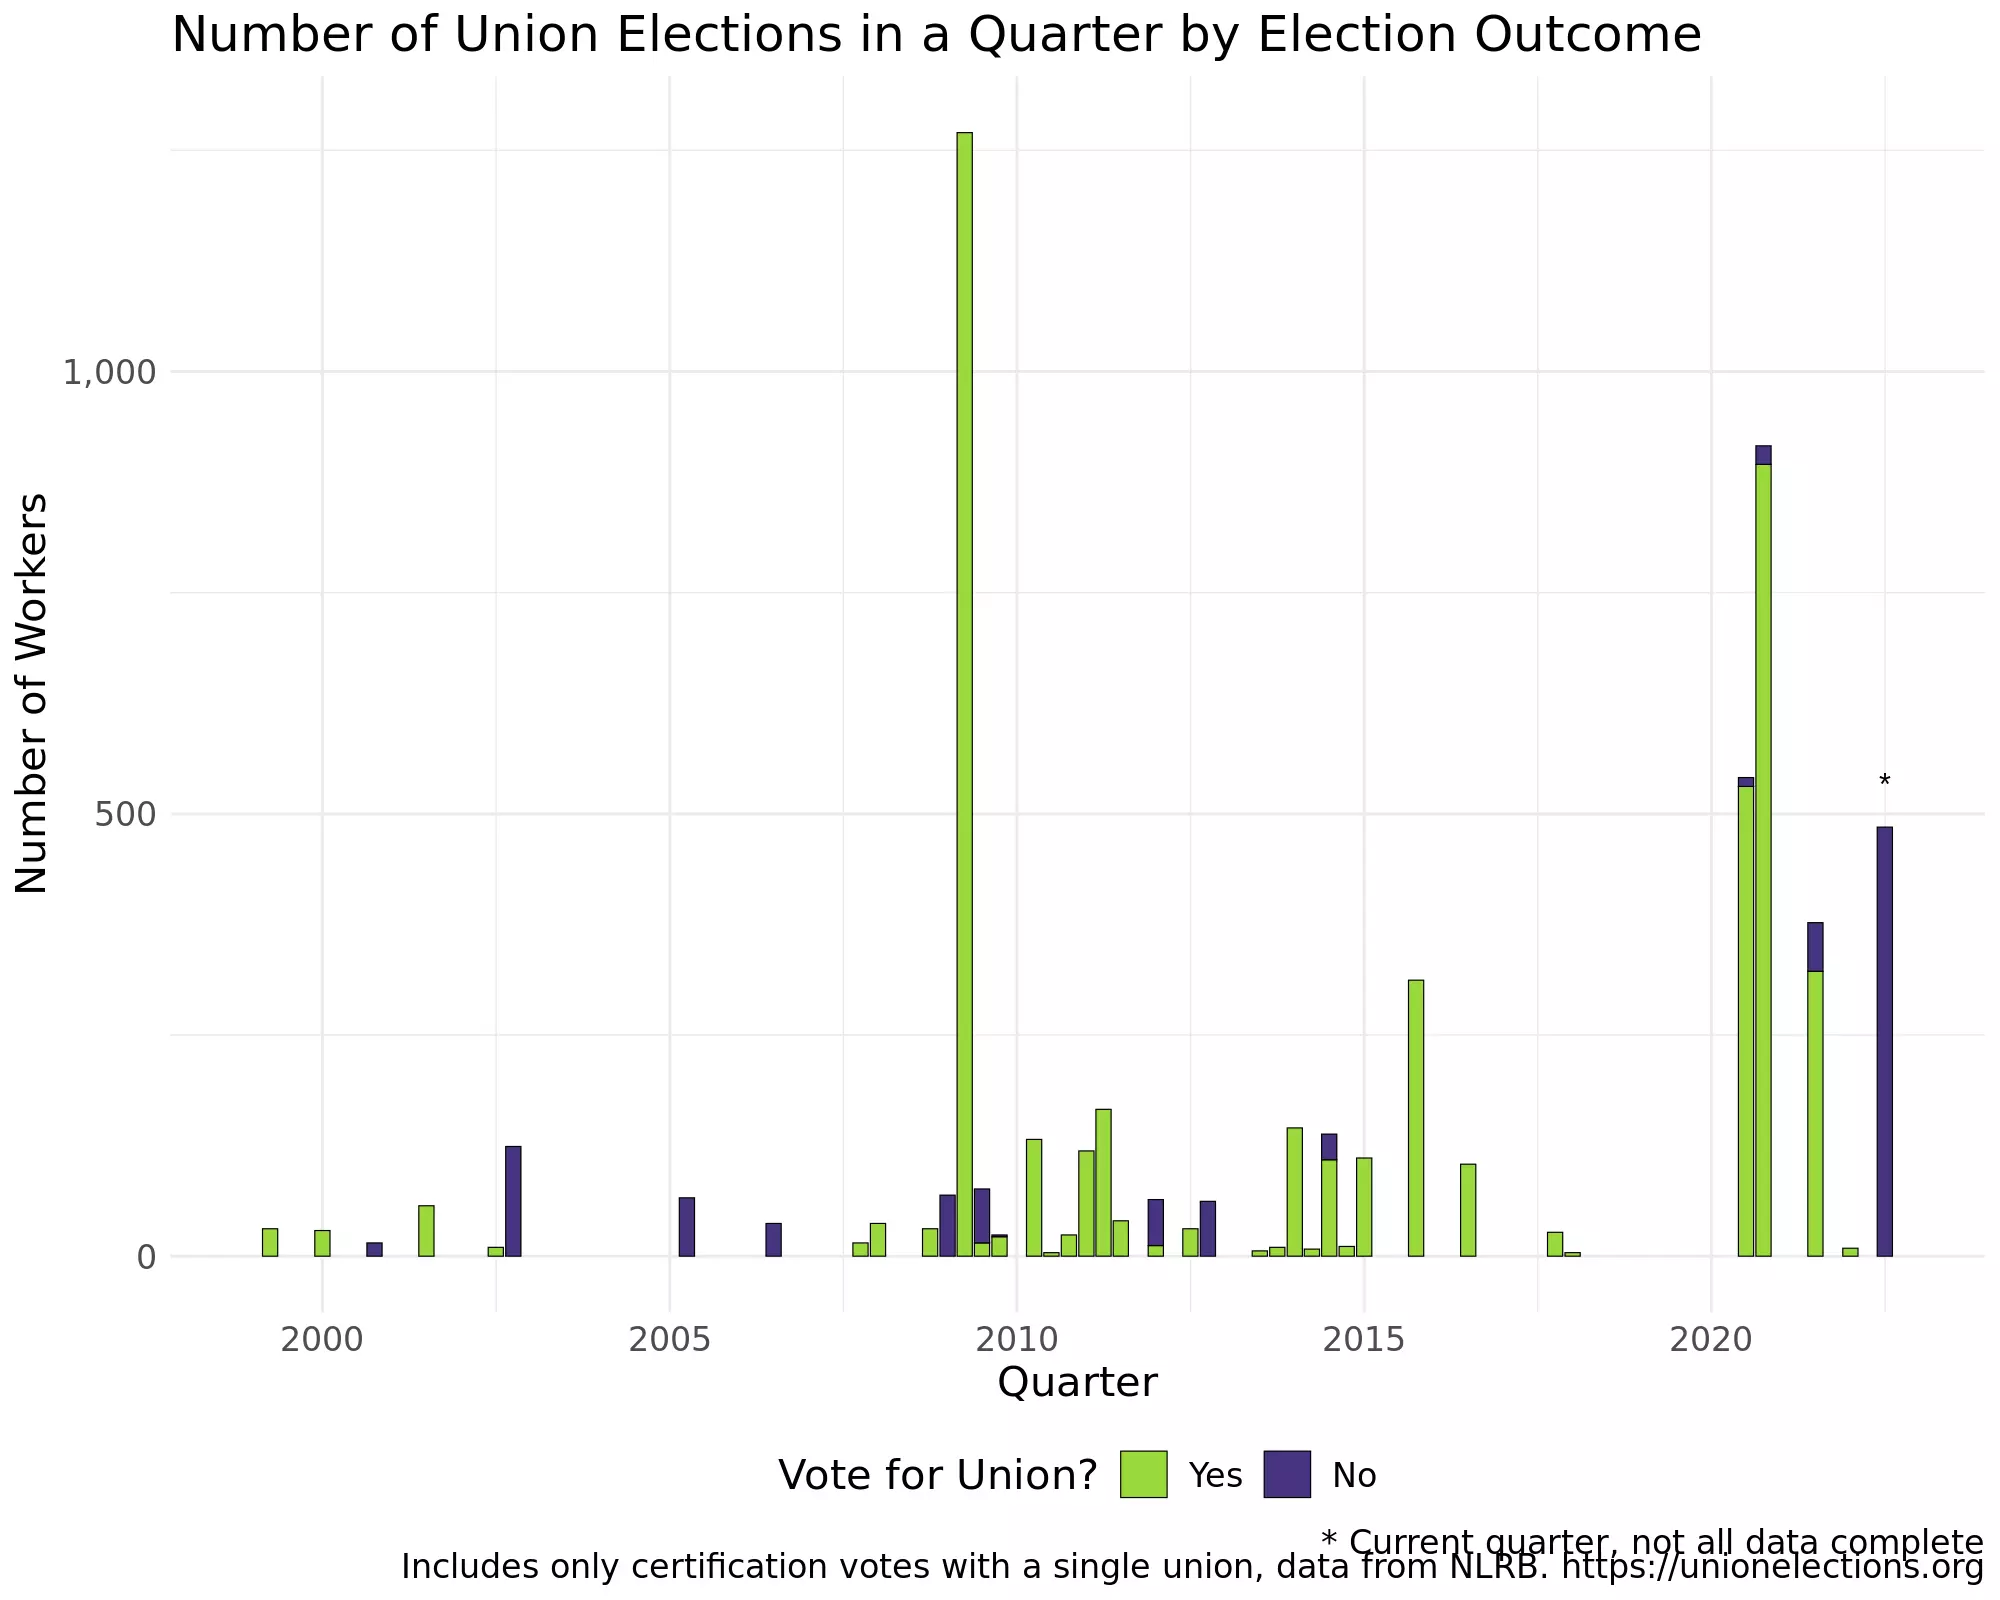 Number of Union Elections in a Quarter by Election Outcome
Number of Workers
1,000
500
0
*
2000 2005 2010 2015 2020
Quarter
Vote for Union? Yes No
* Current quarter, not all data complete
Includes only certification votes with a single union, data from NLRB. https://unionelections.org